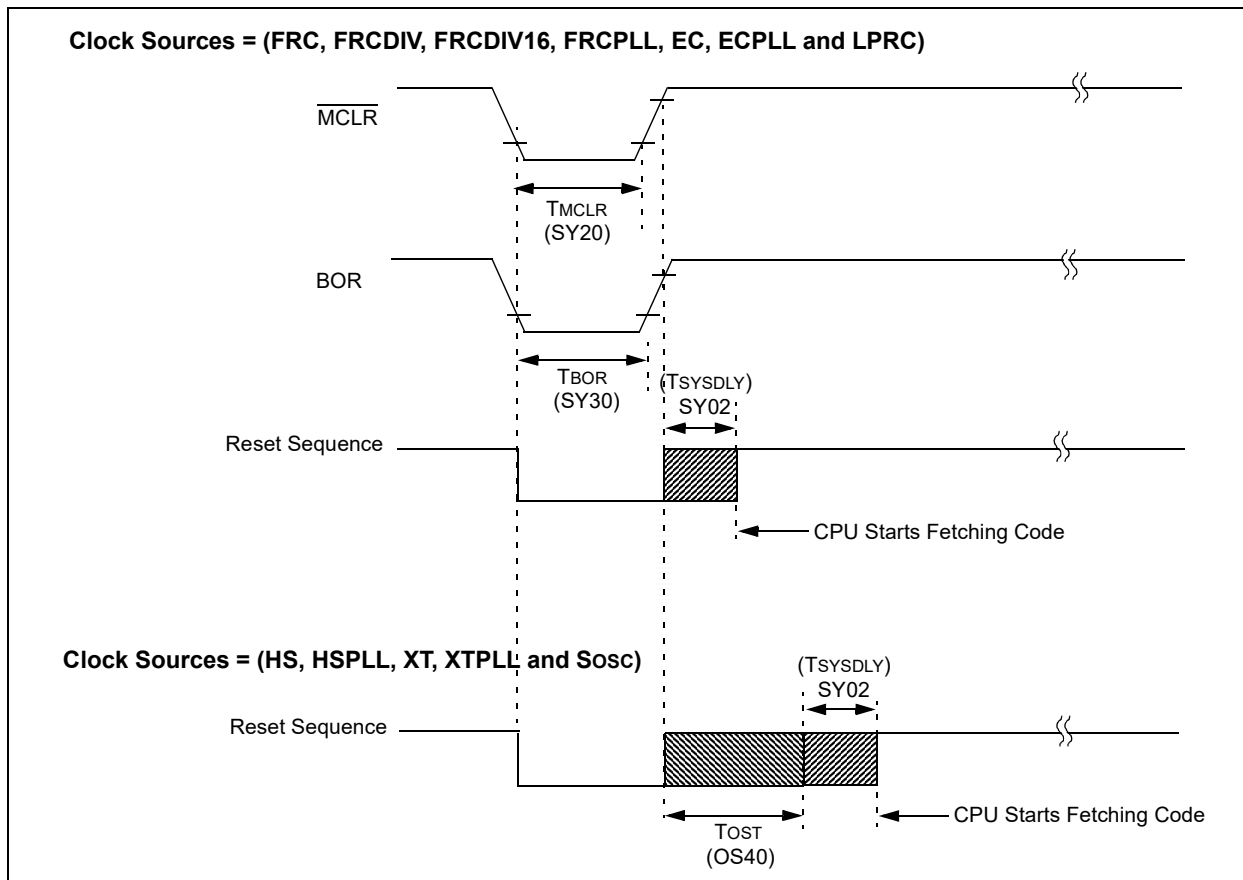 Clock Sources = (FRC, FRCDIV, FRCDIV16, FRCPLL, EC, ECPLL and LPRC)
MCLR
TMCLR
(SY20)
BOR
TBOR
(SY30)
(TSYSDLY)
SY02
Reset Sequence
CPU Starts Fetching Code
Clock Sources = (HS, HSPLL, XT, XTPLL and SOSC)
(TSYSDLY)
SY02
Reset Sequence
CPU Starts Fetching Code
TOST
(OS40)